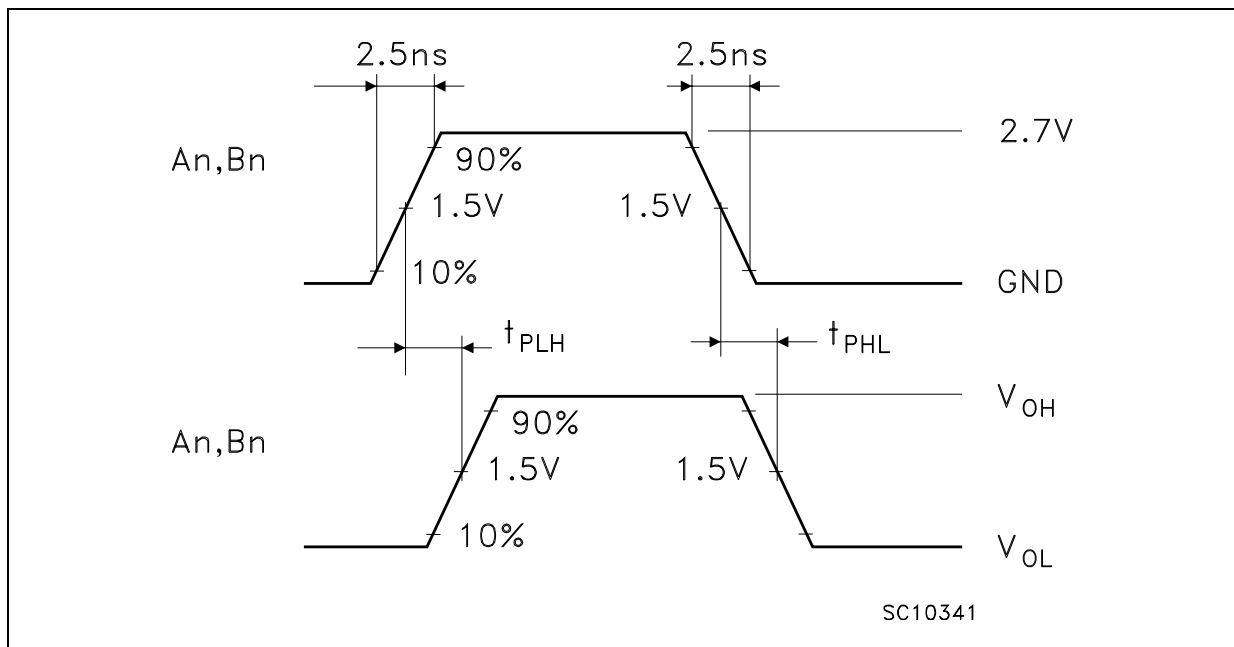 2.5ns 2.5ns
2.7V
An,Bn
90%
1.5V 1.5V
10%
GND
tPLH tPHL
VOH
90%
An,Bn
1.5V 1.5V
10%
VOL
SC10341